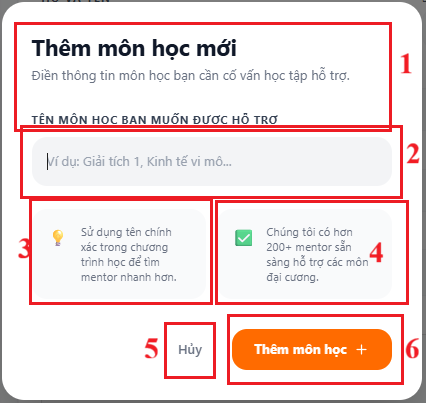 Thêm môn học mới
1
Điền thông tin môn học bạn cần cố vấn học tập hỗ trợ.
TÊN MÔN HỌC BẠN MUỐN ĐƯỢC HỖ TRỢ
2
Ví dụ: Giải tích 1, Kinh tế vi mô...
3
Sử dụng tên chính
xác trong chương
trình học để tìm
mentor nhanh hơn.
Chúng tôi có hơn
200+ mentor sẵn
sàng hỗ trợ các môn
đại cương.
4
5
Hủy
Thêm môn học +
6